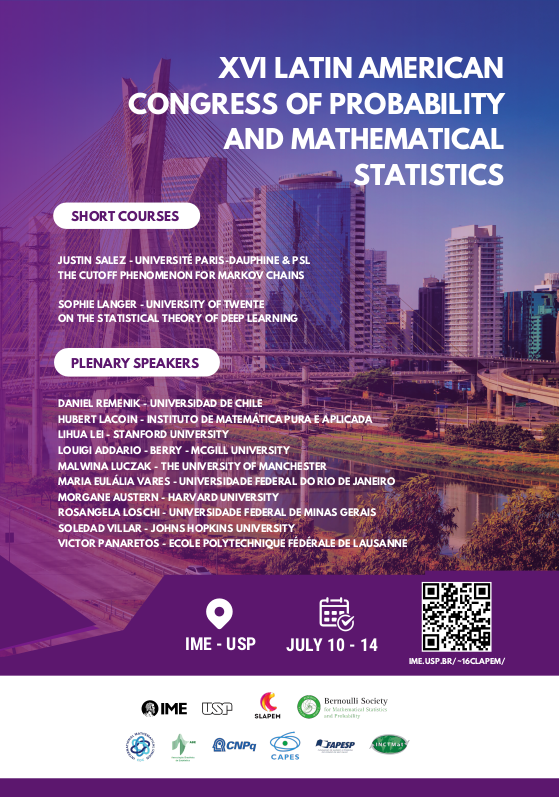 XVI LATIN AMERICAN
CONGRESS OF PROBABILITY
AND MATHEMATICAL
STATISTICS
SHORT COURSES
JUSTIN SALEZ - UNIVERSITÉ PARIS-DAUPHINE & PSL
THE CUTOFF PHENOMENON FOR MARKOV CHAINS
SOPHIE LANGER - UNIVERSITY OF TWENTE
ON THE STATISTICAL THEORY OF DEEP LEARNING
PLENARY SPEAKERS
DANIEL REMENIK - UNIVERSIDAD DE CHILE
HUBERT LACOIN - INSTITUTO DE MATEMÁTICA PURA E APLICADA
LIHUA LEI - STANFORD UNIVERSITY
LOUIGI ADDARIO - BERRY - MCGILL UNIVERSITY
MALWINA LUCZAK - THE UNIVERSITY OF MANCHESTER
MARIA EULÁLIA VARES - UNIVERSIDADE FEDERAL DO RIO DE JANEIRO
MORGANE AUSTERN - HARVARD UNIVERSITY
ROSANGELA LOSCHI - UNIVERSIDADE FEDERAL DE MINAS GERAIS
SOLEDAD VILLAR - JOHNS HOPKINS UNIVERSITY
VICTOR PANARETOS - ECOLE POLYTECHNIQUE FÉDÉRALE DE LAUSANNE
IME - USP
JULY 10 - 14
IME.USP.BR/~16CLAPEM/
IME
USP
SLAPEM
Bernoulli Society
for Mathematical Statistics
and Probability
CNPq
CAPES
FAPESP
INCTMat